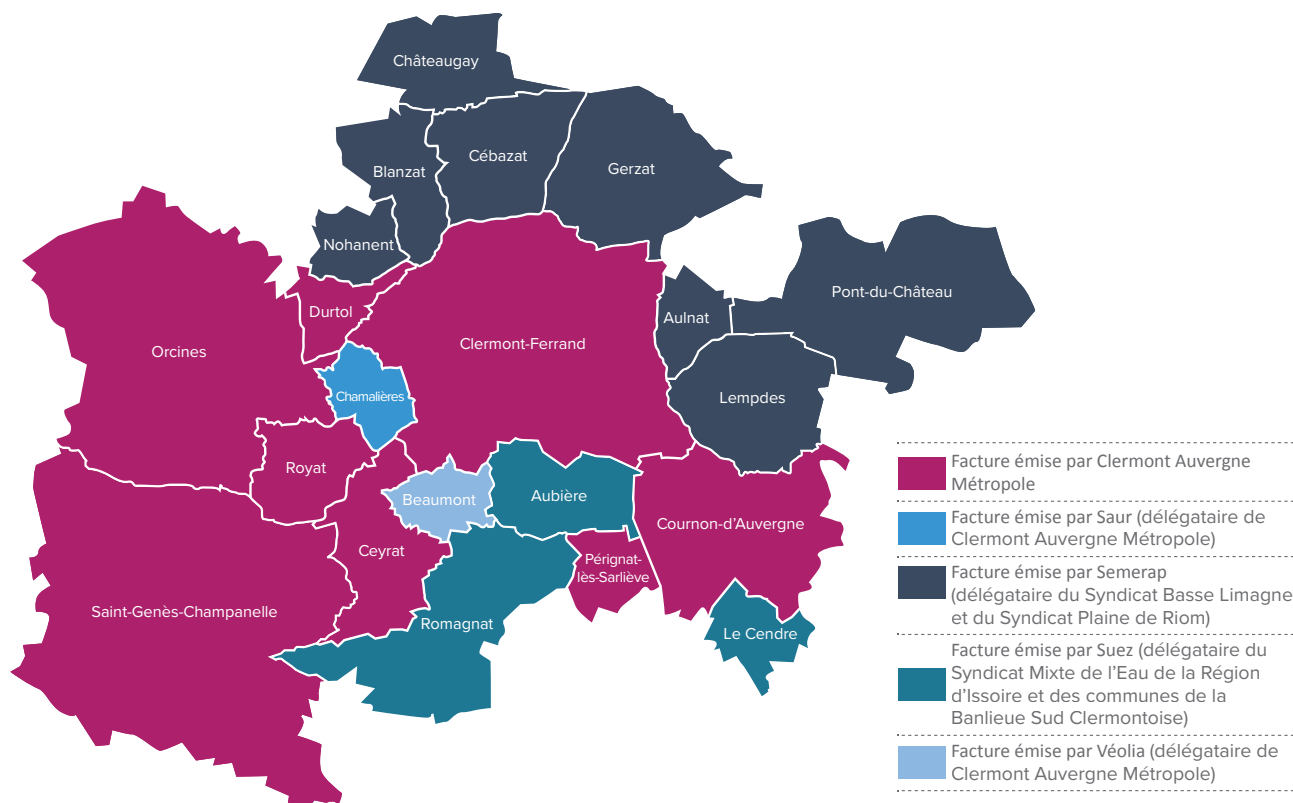 Châteaugay
Cébazat
Gerzat
Blanzat
Nohanent
Pont-du-Château
Durtol
Aulnat
Clermont-Ferrand
Orcines
Chamalières
Lempdes
Royat
Beaumont
Aubière
Cournon-d'Auvergne
Ceyrat
Pérignat-
lès-Sarliève
Saint-Genès-Champanelle
Romagnat
Le Cendre
Facture émise par Clermont Auvergne
Métropole
Facture émise par Saur (délégataire de
Clermont Auvergne Métropole)
Facture émise par Semerap
(délégataire du Syndicat Basse Limagne
et du Syndicat Plaine de Riom)
Facture émise par Suez (délégataire du
Syndicat Mixte de l'Eau de la Région
d'Issoire et des communes de la
Banlieue Sud Clermontoise)
Facture émise par Véolia (délégataire de
Clermont Auvergne Métropole)